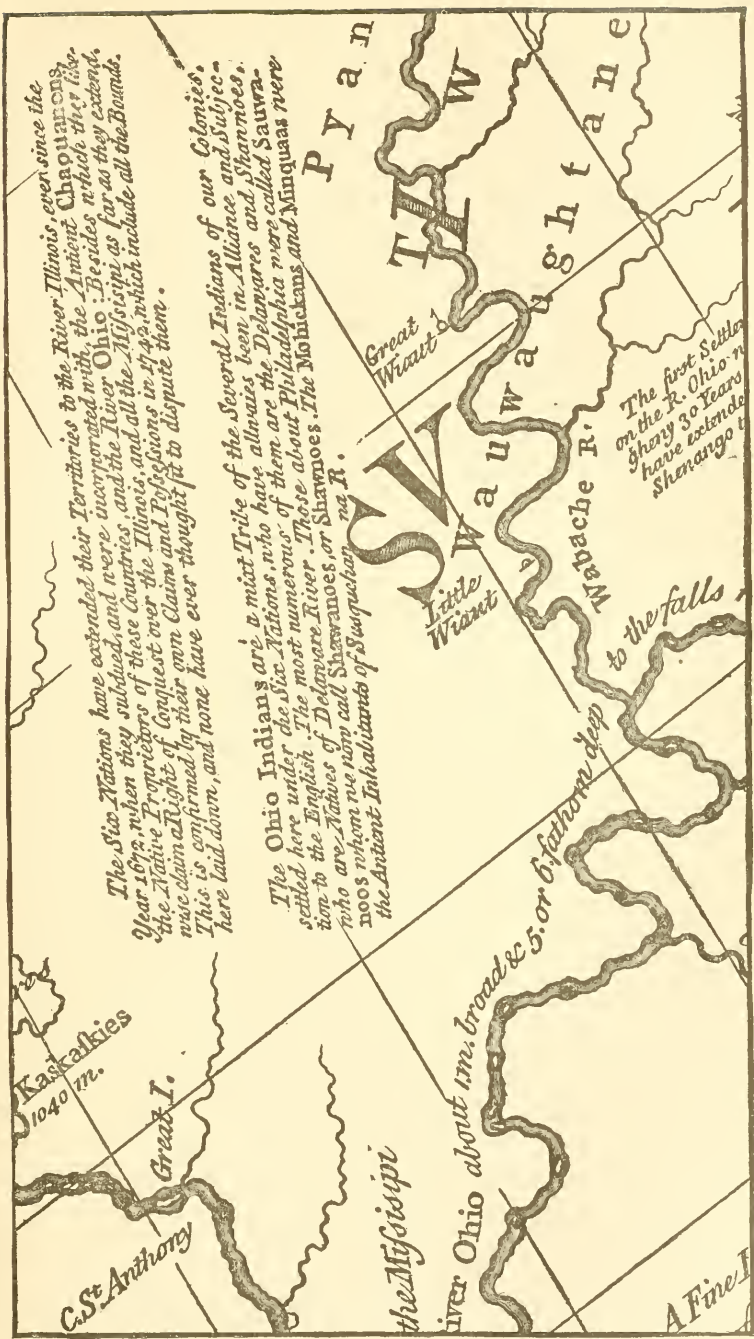 The Six Nations have extended their Territories to the River Illinois, ever since the
Year 1672, when they subdued, and were incorporated with, the Antient Chaouanons,
the Native Proprietors of these Countries, and the River Ohio: Besides which they like-
wise claim a Right of Conquest over the Illinois, and all the Missisipi as far as they extend.
This is confirmed by their own Claims and Possessions in 1742, which include all the Bounds
here laid down, and none have ever thought fit to dispute them.
The Ohio Indians are a mixt Tribe of the Several Indians of our Colonies,
settled here under the Six Nations, who have allwaies been in Alliance and Subjec-
tion to the English. The most numerous of them are the Delawares and Shawnoes,
who are Natives of Delaware River. Those about Philadelphia were called Sauwa-
noos whom we now call Shawanoes, or Shawnoes. The Mohickans and Minquaas were
the Antient Inhabitants of Susquehanna R.
Pyan
W
TI
Great
Wiaut
SV
Wauwaughtane
Little
Wiaut
Wabache R.
The first Settlem
on the R. Ohio n
gheny 30 Years
have extende
Shenango t
to the falls
Kaskaskies
1040 m.
Great I.
C. St Anthony
the Missisipi
iver Ohio about 1 m. broad & 5. or 6. fathom deep
A Fine